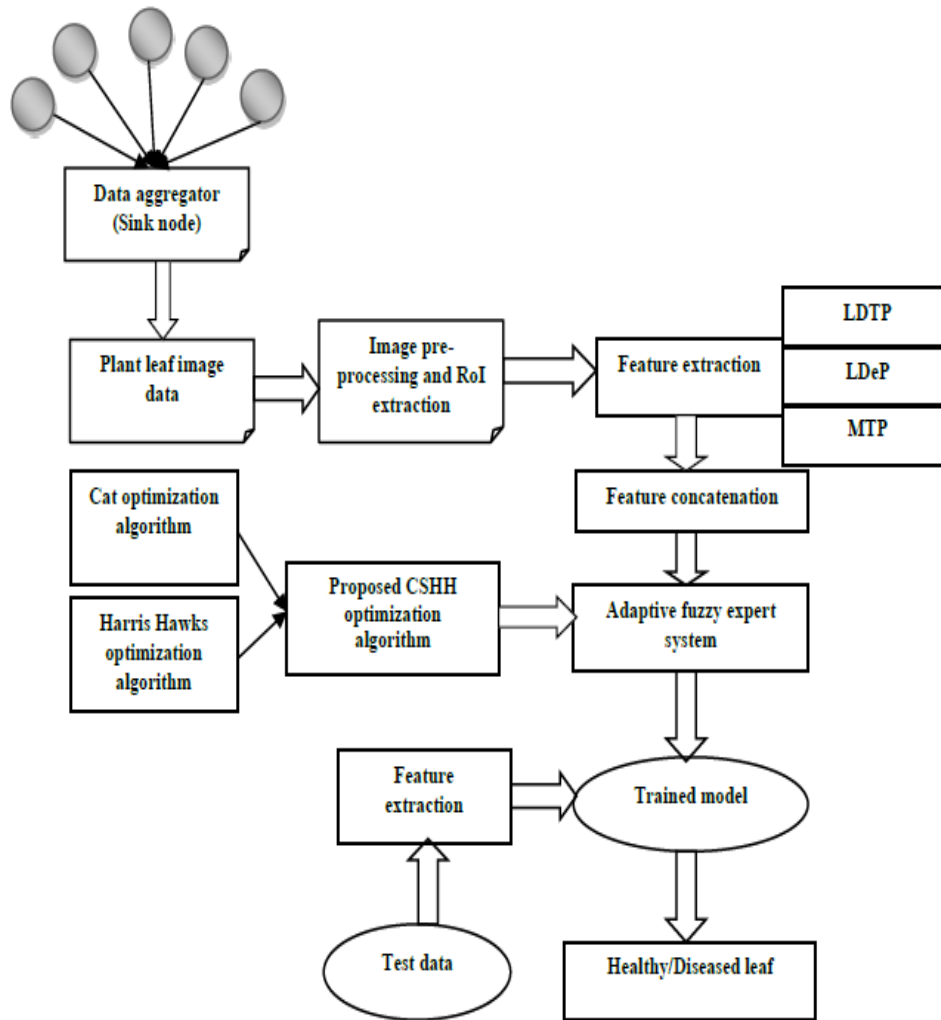 Data aggregator
(Sink node)
Plant leaf image
data
Image pre-
processing and RoI
extraction
Feature extraction
LDTP
LDeP
MTP
Feature concatenation
Cat optimization
algorithm
Harris Hawks
optimization
algorithm
Proposed CSHH
optimization
algorithm
Adaptive fuzzy expert
system
Feature
extraction
Trained model
Test data
Healthy/Diseased leaf